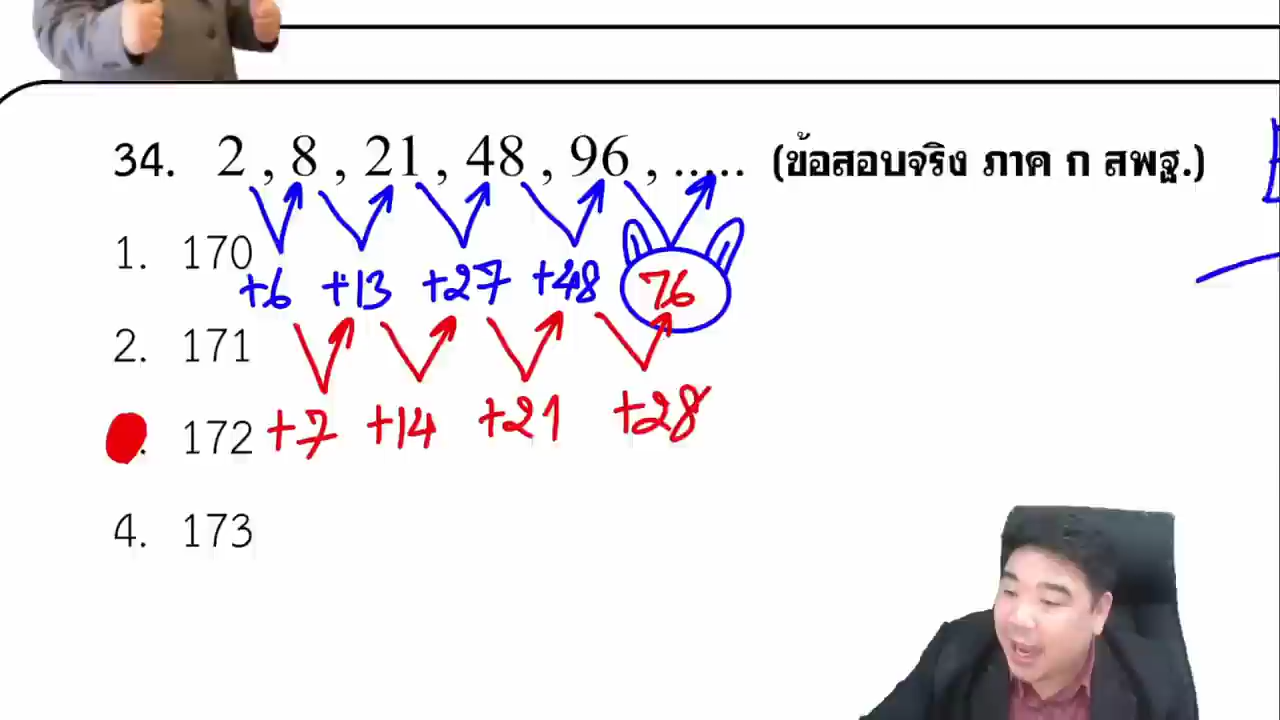 34. 2 , 8 , 21 , 48 , 96 , ..... (ข้อสอบจริง ภาค ก สพฐ.)
1. 170
+6 +13 +27 +48 76
2. 171
. 172 +7 +14 +21 +28
4. 173